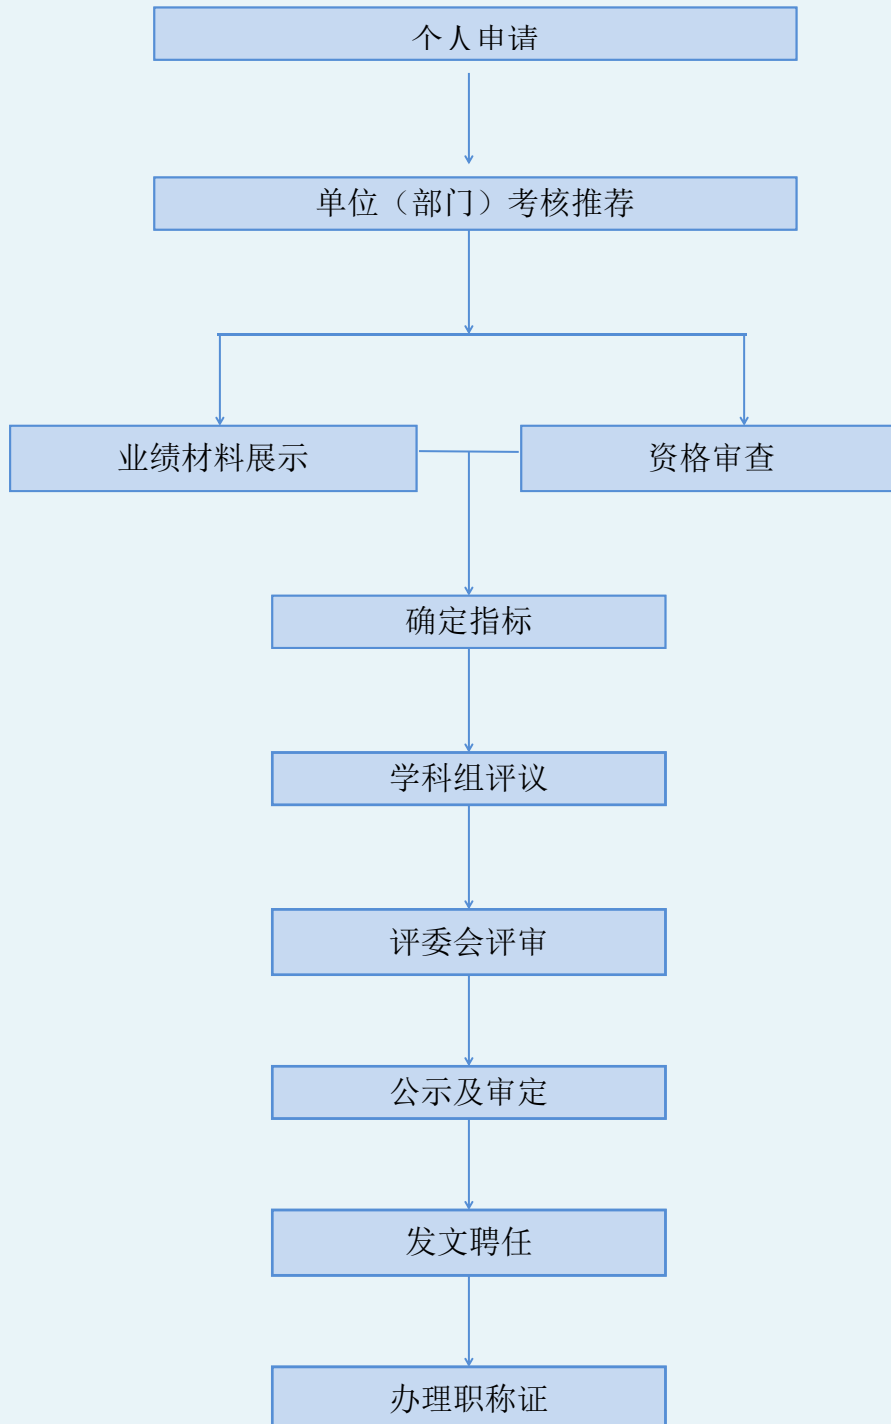 个人申请
单位（部门）考核推荐
业绩材料展示
资格审查
确定指标
学科组评议
评委会评审
公示及审定
发文聘任
办理职称证